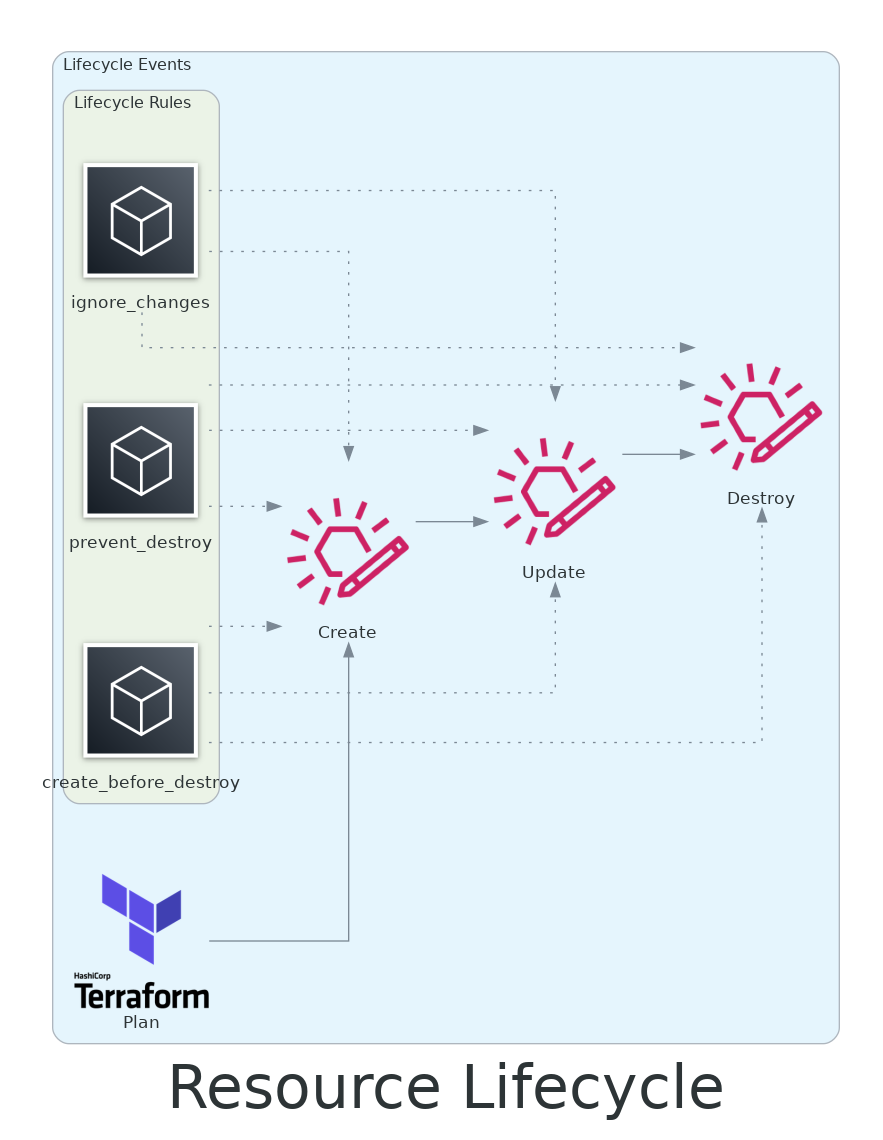 Lifecycle Events
Lifecycle Rules
ignore_changes
prevent_destroy
create_before_destroy
Create
Update
Destroy
HashiCorp
Terraform
Plan
Resource Lifecycle